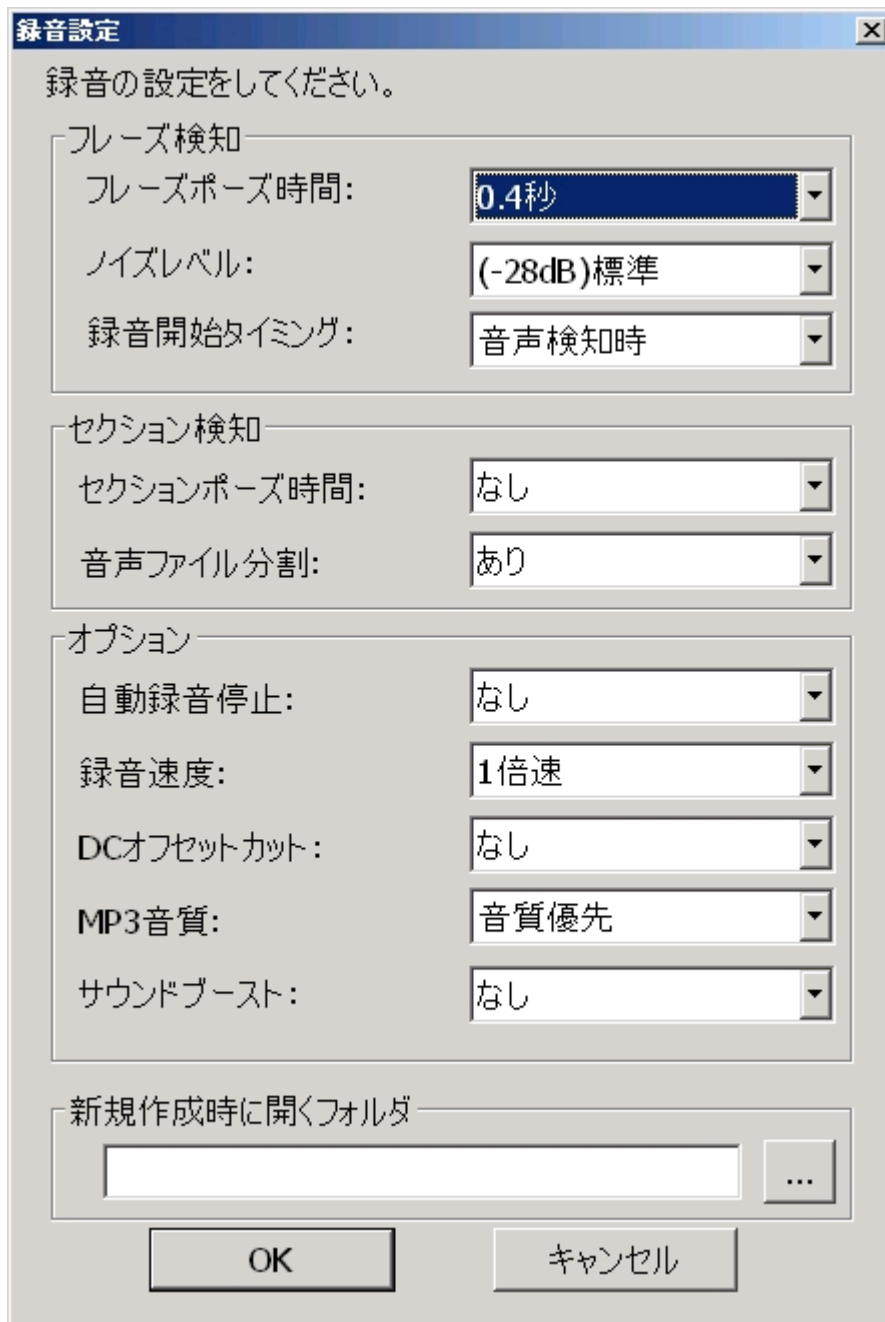 録音設定
録音の設定をしてください。
フレーズ検知
フレーズポーズ時間: 0.4秒
ノイズレベル: (-28dB)標準
録音開始タイミング: 音声検知時
セクション検知
セクションポーズ時間: なし
音声ファイル分割: あり
オプション
自動録音停止: なし
録音速度: 1倍速
DCオフセットカット: なし
MP3音質: 音質優先
サウンドブースト: なし
新規作成時に開くフォルダ
...
OK キャンセル